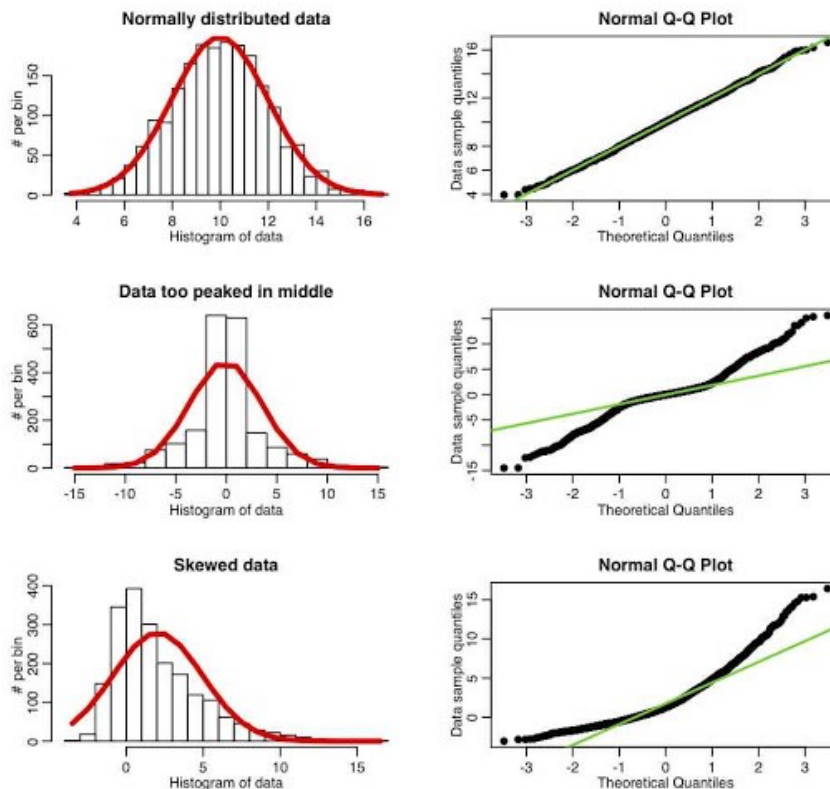 Normally distributed data
# per bin
150
100
50
0
4 6 8 10 12 14 16
Histogram of data
Normal Q-Q Plot
Data sample quantiles
16
12
8
4
-3 -2 -1 0 1 2 3
Theoretical Quantiles
Data too peaked in middle
# per bin
600
400
200
0
-15 -10 -5 0 5 10 15
Histogram of data
Normal Q-Q Plot
Data sample quantiles
10
5
0
-5
-15
-3 -2 -1 0 1 2 3
Theoretical Quantiles
Skewed data
# per bin
400
300
200
100
0
0 5 10 15
Histogram of data
Normal Q-Q Plot
Data sample quantiles
15
10
5
0
-3 -2 -1 0 1 2 3
Theoretical Quantiles